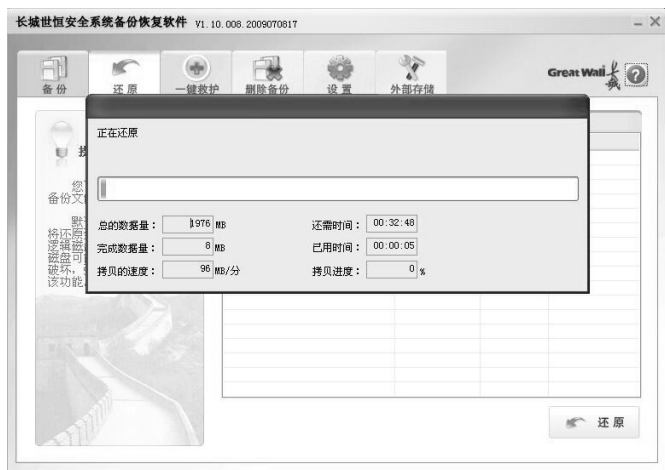 长城世恒安全系统备份恢复软件 V1.10.008.2009070817
备份 还原 一键救护 删除备份 设置 外部存储 Great Wall
正在还原
您
备份文
总的数据量： 1976 MB 还需时间： 00:32:48
默
将还原
完成数据量： 8 MB 已用时间： 00:00:05
逻辑磁
磁盘可
拷贝的速度： 96 MB/分 拷贝进度： 0 %
破坏，
该功能
还原